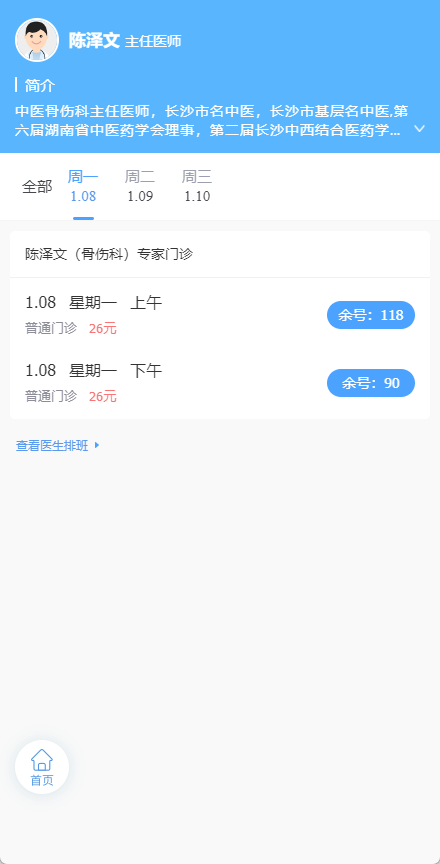 陈泽文 主任医师
简介
中医骨伤科主任医师，长沙市名中医，长沙市基层名中医,第
六届湖南省中医药学会理事，第二届长沙中西结合医药学...
全部
周一 周二 周三
1.08 1.09 1.10
陈泽文（骨伤科）专家门诊
1.08 星期一 上午
余号：118
普通门诊 26元
1.08 星期一 下午
余号：90
普通门诊 26元
查看医生排班
首页